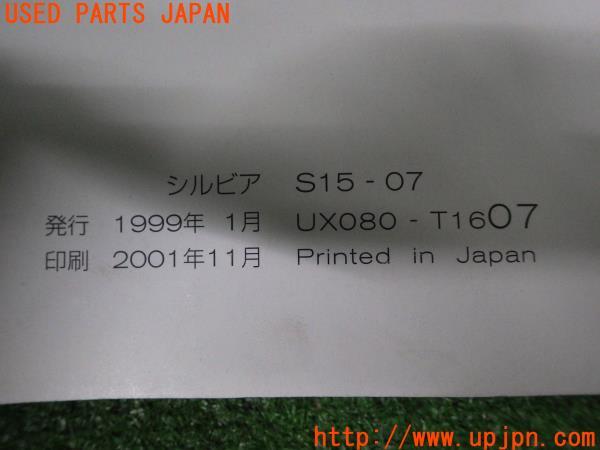 USED PARTS JAPAN
シルビア S15-07
発行 1999年 1月 UX080-T1607
印刷 2001年11月 Printed in Japan
http://www.upjpn.com/